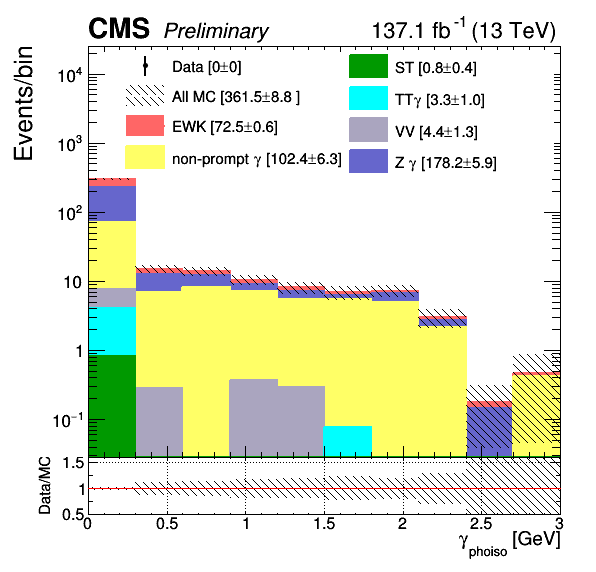 CMS Preliminary 137.1 fb⁻¹ (13 TeV)
Events/bin
Data [0±0]
All MC [361.5±8.8 ]
EWK [72.5±0.6]
non-prompt γ [102.4±6.3]
ST [0.8±0.4]
TTγ [3.3±1.0]
VV [4.4±1.3]
Z γ [178.2±5.9]
10⁴
10³
10²
10
1
10⁻¹
Data/MC
1.5
1
0.5
0 0.5 1 1.5 2 2.5 3
γ_phoiso [GeV]